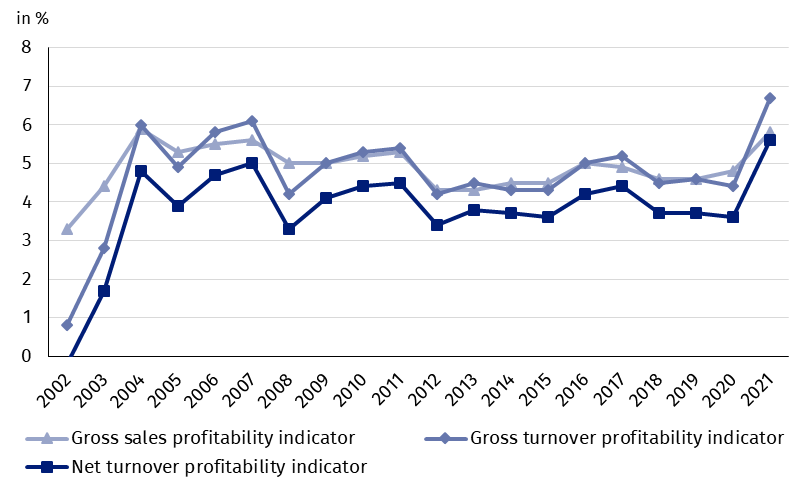 in %
8
7
6
5
4
3
2
1
0
2002 2003 2004 2005 2006 2007 2008 2009 2010 2011 2012 2013 2014 2015 2016 2017 2018 2019 2020 2021
Gross sales profitability indicator Gross turnover profitability indicator
Net turnover profitability indicator